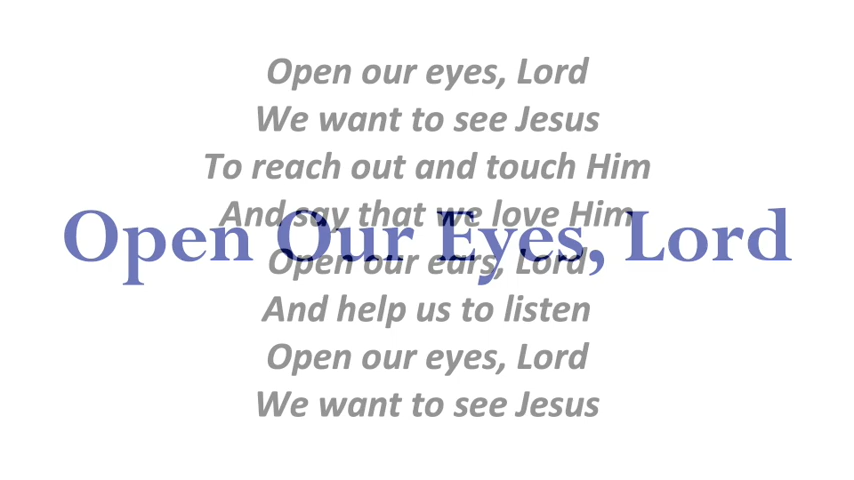 Open our eyes, Lord
We want to see Jesus
To reach out and touch Him
And say that we love Him
Open Our Eyes, Lord
Open our ears, Lord
And help us to listen
Open our eyes, Lord
We want to see Jesus